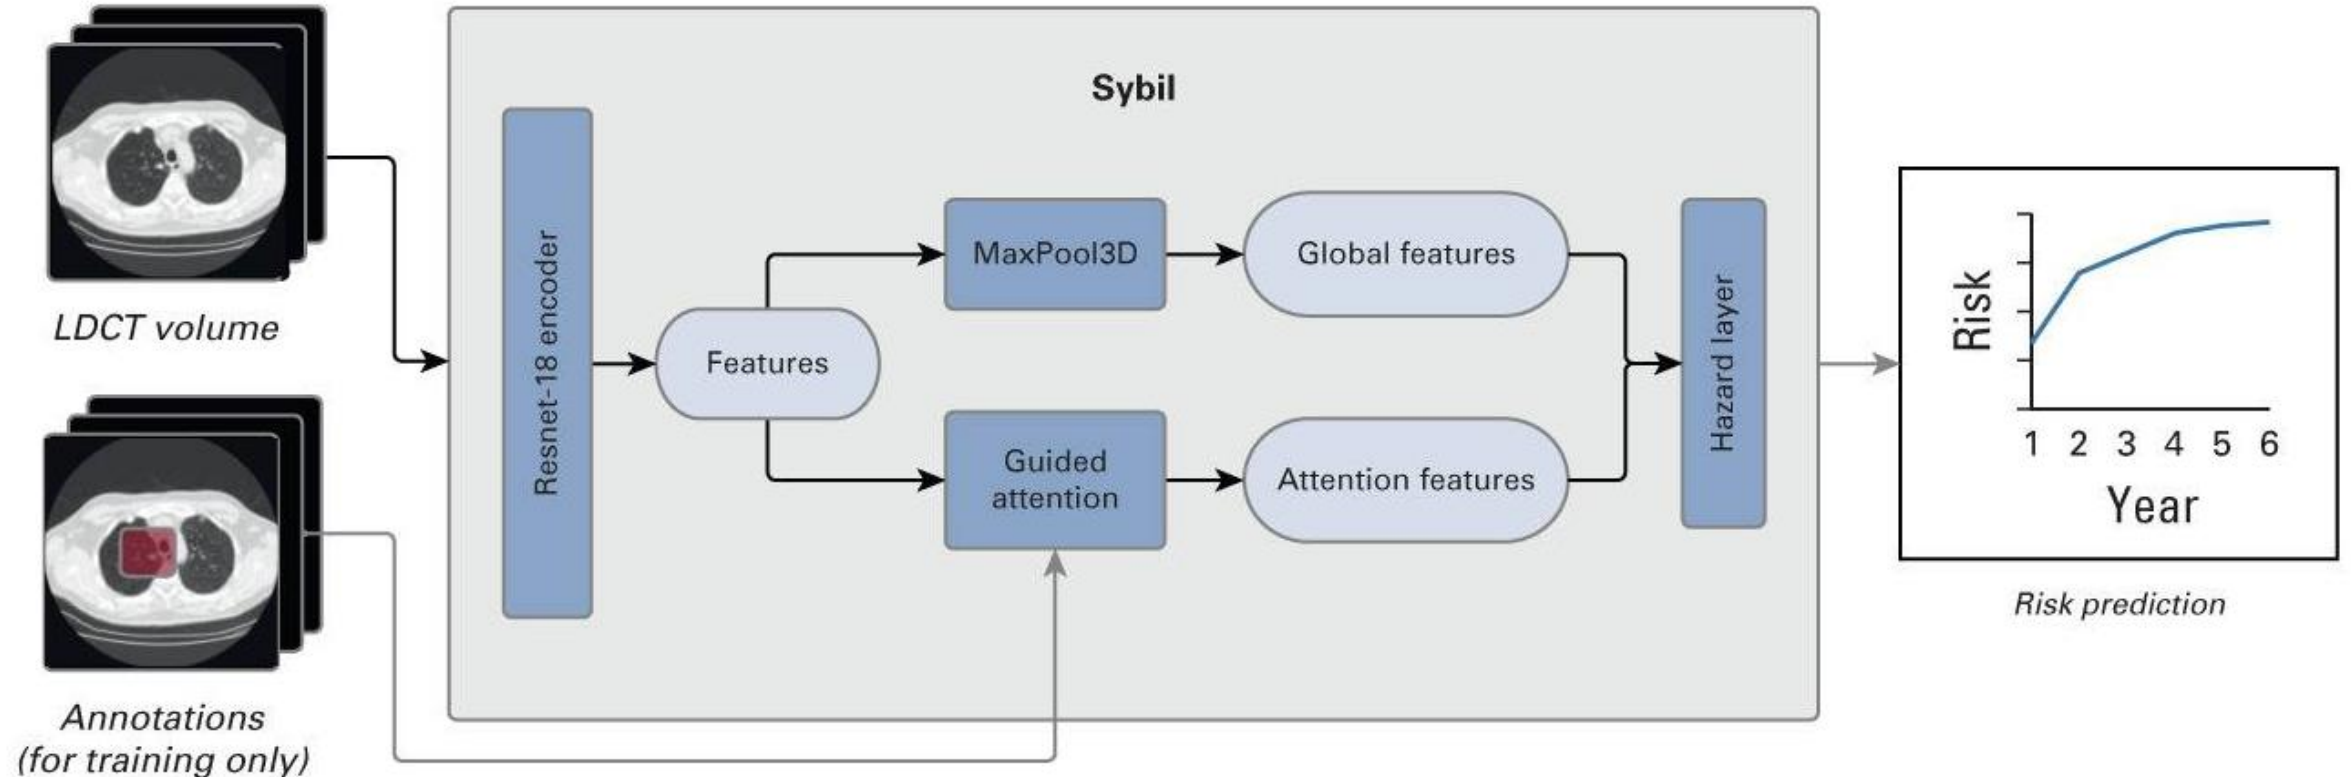 Sybil
LDCT volume
Annotations
(for training only)
Resnet-18 encoder
Features
MaxPool3D
Global features
Guided
attention
Attention features
Hazard layer
Risk
1 2 3 4 5 6
Year
Risk prediction